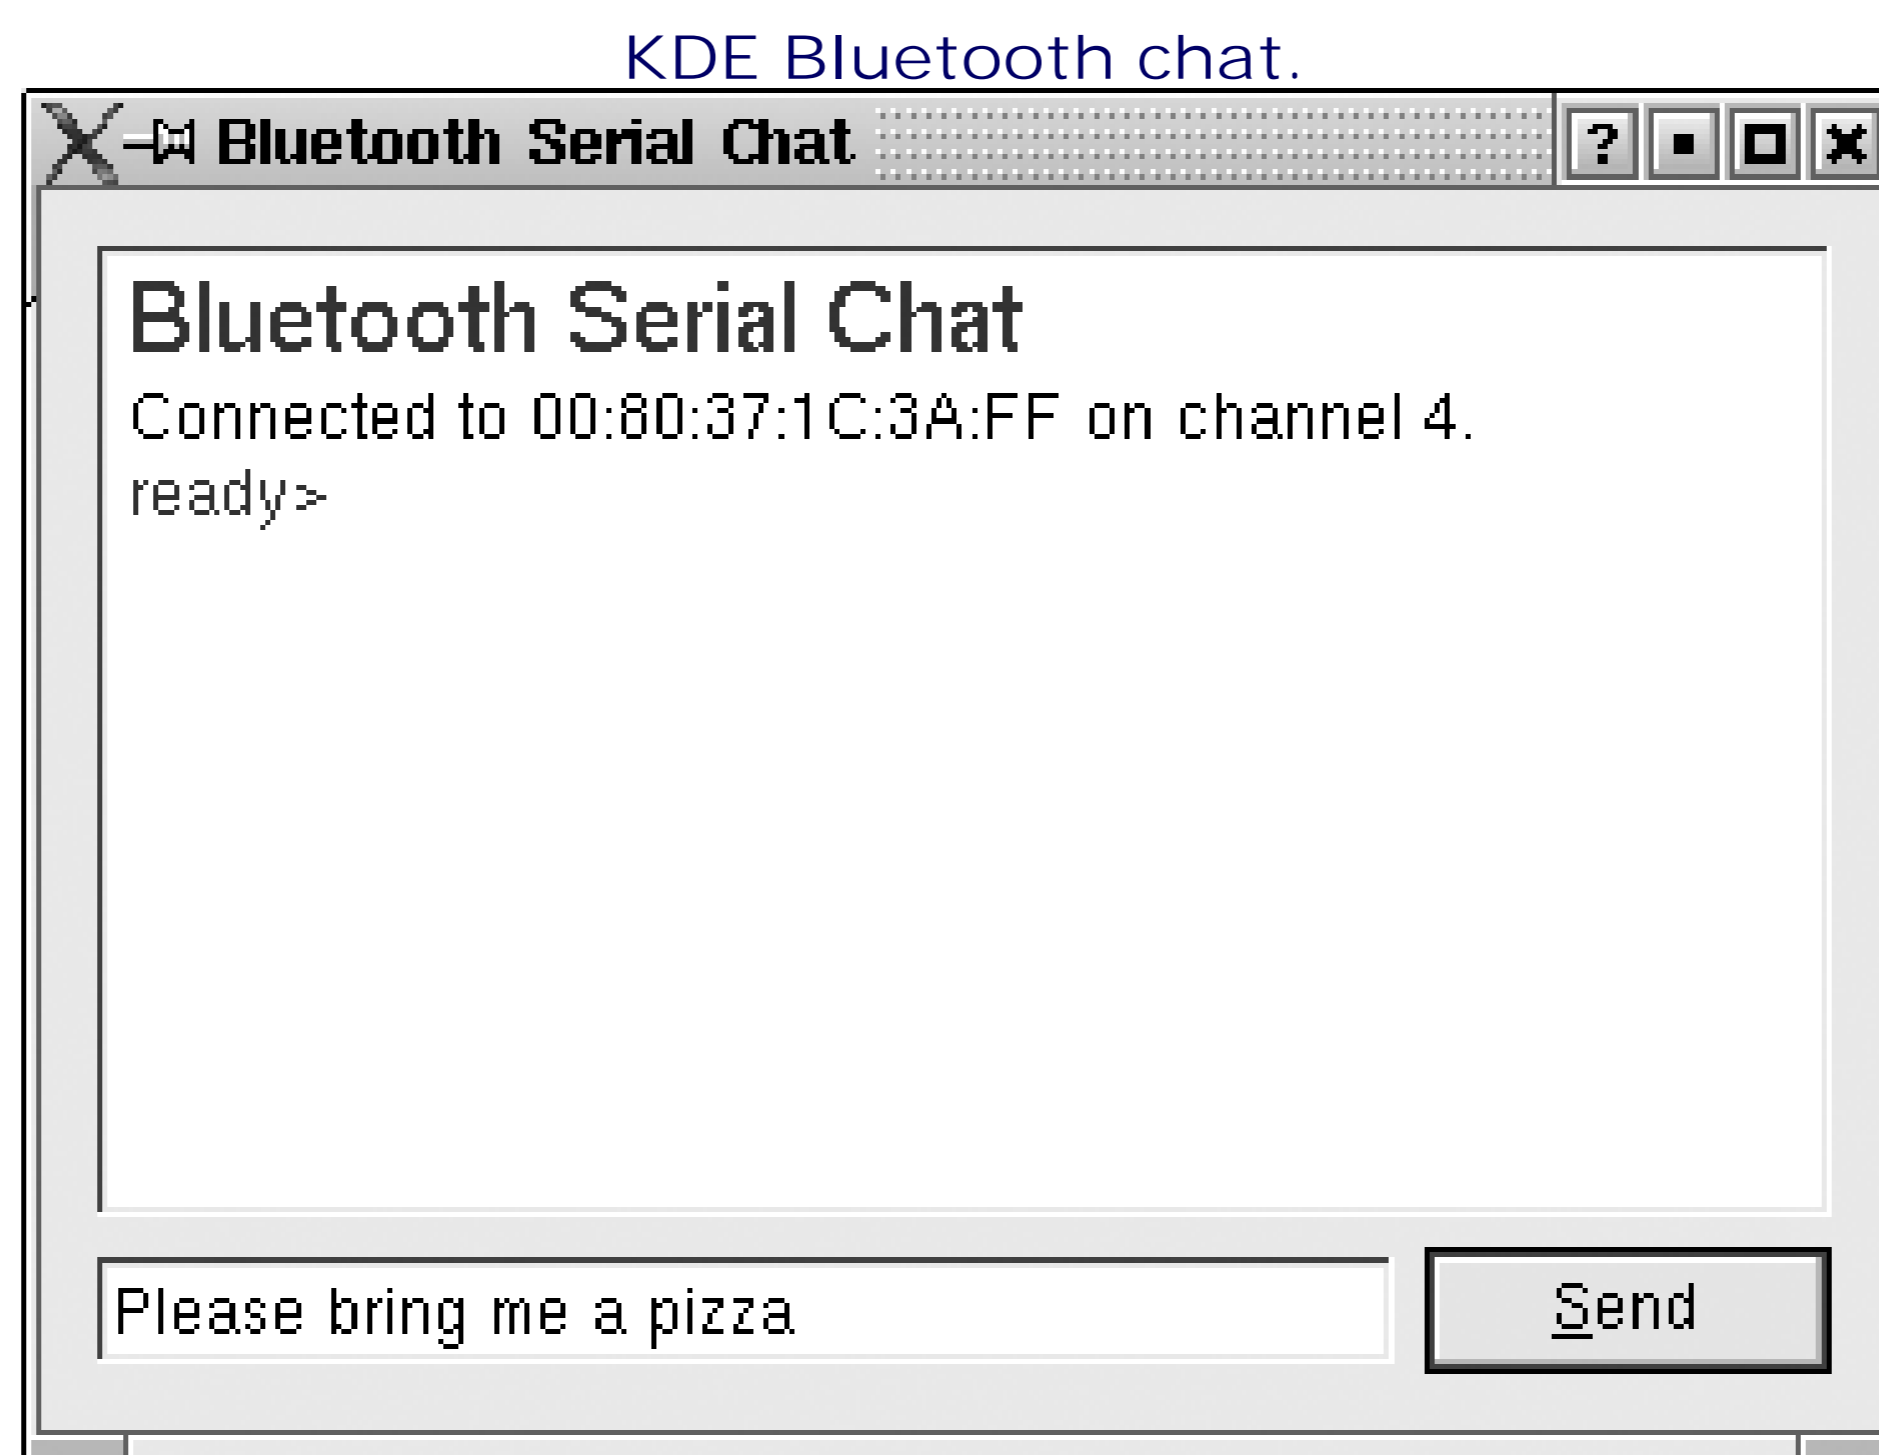 KDE Bluetooth chat.
Bluetooth Serial Chat
?
Bluetooth Serial Chat
Connected to 00:80:37:1C:3A:FF on channel 4.
ready>
Please bring me a pizza
Send